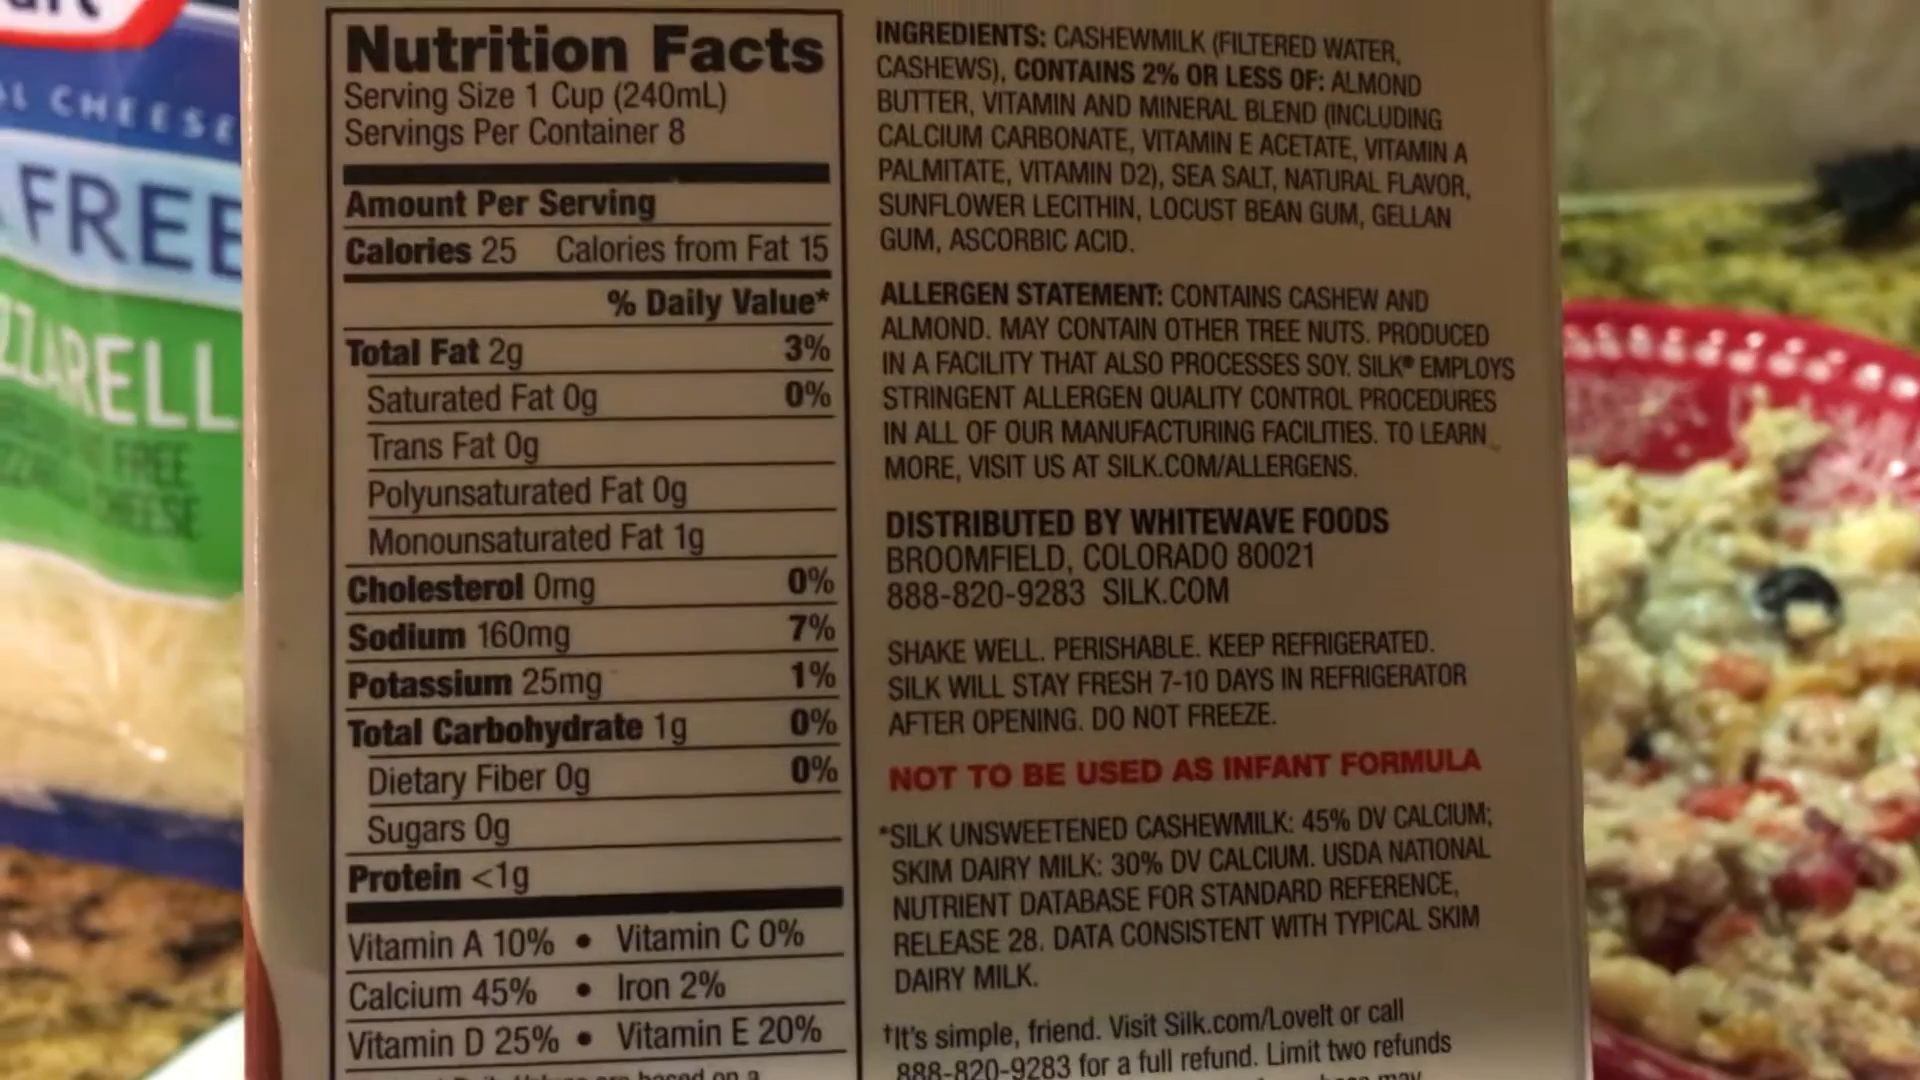 Nutrition Facts
Serving Size 1 Cup (240mL)
Servings Per Container 8
Amount Per Serving
Calories 25 Calories from Fat 15
% Daily Value*
Total Fat 2g 3%
Saturated Fat 0g 0%
Trans Fat 0g
Polyunsaturated Fat 0g
Monounsaturated Fat 1g
Cholesterol 0mg 0%
Sodium 160mg 7%
Potassium 25mg 1%
Total Carbohydrate 1g 0%
Dietary Fiber 0g 0%
Sugars 0g
Protein <1g
Vitamin A 10% • Vitamin C 0%
Calcium 45% • Iron 2%
Vitamin D 25% • Vitamin E 20%
INGREDIENTS: CASHEWMILK (FILTERED WATER,
CASHEWS), CONTAINS 2% OR LESS OF: ALMOND
BUTTER, VITAMIN AND MINERAL BLEND (INCLUDING
CALCIUM CARBONATE, VITAMIN E ACETATE, VITAMIN A
PALMITATE, VITAMIN D2), SEA SALT, NATURAL FLAVOR,
SUNFLOWER LECITHIN, LOCUST BEAN GUM, GELLAN
GUM, ASCORBIC ACID.
ALLERGEN STATEMENT: CONTAINS CASHEW AND
ALMOND. MAY CONTAIN OTHER TREE NUTS. PRODUCED
IN A FACILITY THAT ALSO PROCESSES SOY. SILK® EMPLOYS
STRINGENT ALLERGEN QUALITY CONTROL PROCEDURES
IN ALL OF OUR MANUFACTURING FACILITIES. TO LEARN
MORE, VISIT US AT SILK.COM/ALLERGENS.
DISTRIBUTED BY WHITEWAVE FOODS
BROOMFIELD, COLORADO 80021
888-820-9283 SILK.COM
SHAKE WELL. PERISHABLE. KEEP REFRIGERATED.
SILK WILL STAY FRESH 7-10 DAYS IN REFRIGERATOR
AFTER OPENING. DO NOT FREEZE.
NOT TO BE USED AS INFANT FORMULA
*SILK UNSWEETENED CASHEWMILK: 45% DV CALCIUM;
SKIM DAIRY MILK: 30% DV CALCIUM. USDA NATIONAL
NUTRIENT DATABASE FOR STANDARD REFERENCE,
RELEASE 28. DATA CONSISTENT WITH TYPICAL SKIM
DAIRY MILK.
†It's simple, friend. Visit Silk.com/LoveIt or call
888-820-9283 for a full refund. Limit two refunds
CHEESE
FREE
ZZARELL
FREE
CHEESE